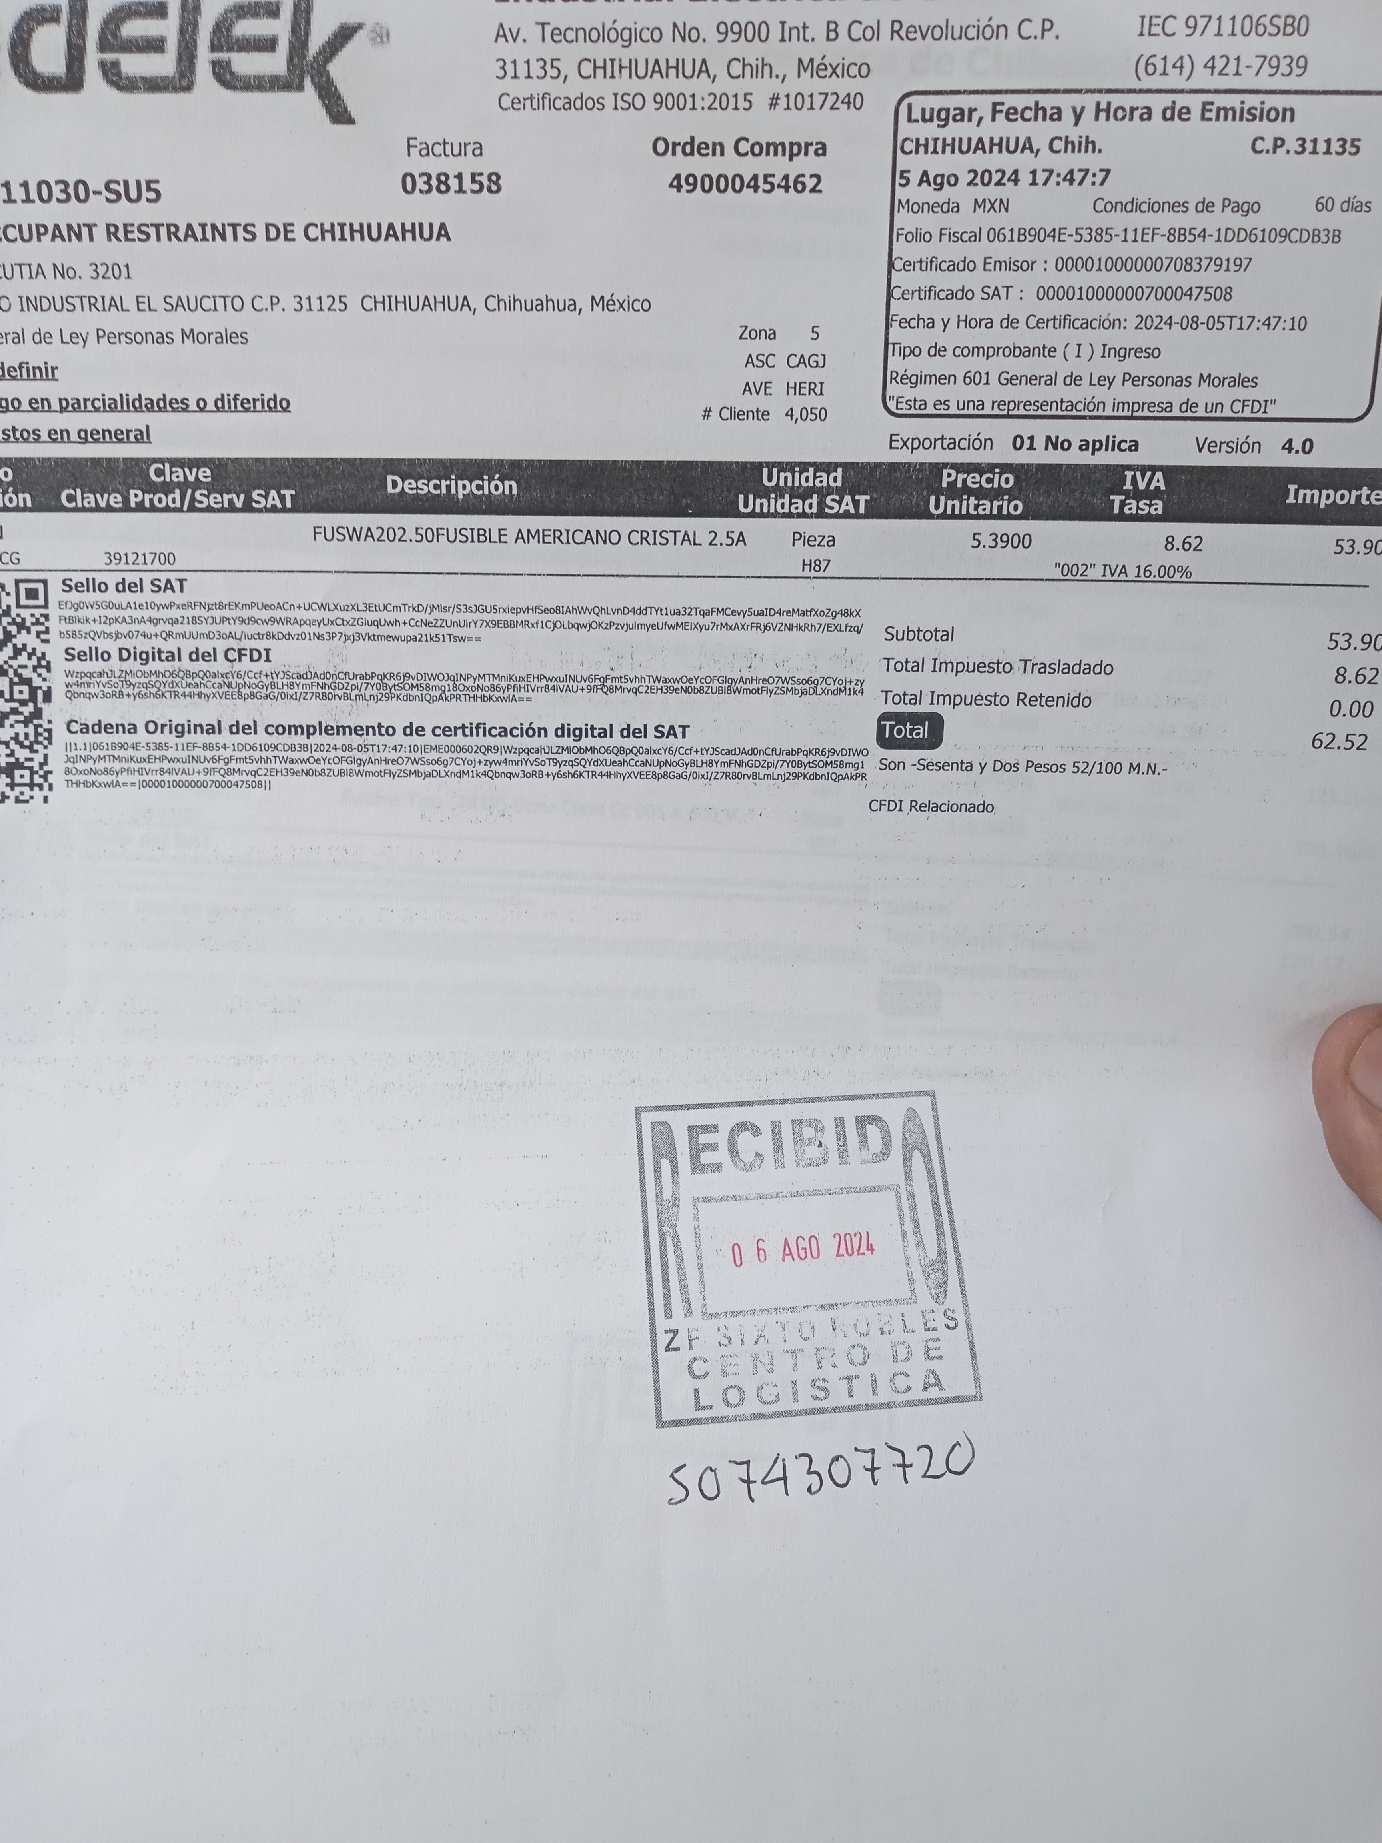 Av. Tecnológico No. 9900 Int. B Col Revolución C.P.
31135, CHIHUAHUA, Chih., México
Certificados ISO 9001:2015 #1017240
IEC 971106SB0
(614) 421-7939
Lugar, Fecha y Hora de Emision
CHIHUAHUA, Chih. C.P. 31135
5 Ago 2024 17:47:7
Moneda MXN Condiciones de Pago 60 días
Folio Fiscal 061B904E-5385-11EF-8B54-1DD6109CDB3B
Certificado Emisor : 00001000000708379197
Certificado SAT : 00001000000700047508
Fecha y Hora de Certificación: 2024-08-05T17:47:10
Tipo de comprobante ( I ) Ingreso
Régimen 601 General de Ley Personas Morales
"Esta es una representación impresa de un CFDI"
Exportación 01 No aplica Versión 4.0
Factura
038158
Orden Compra
4900045462
11030-SU5
CUPANT RESTRAINTS DE CHIHUAHUA
UTIA No. 3201
O INDUSTRIAL EL SAUCITO C.P. 31125 CHIHUAHUA, Chihuahua, México
eral de Ley Personas Morales
definir
go en parcialidades o diferido
stos en general
Zona 5
ASC CAGJ
AVE HERI
# Cliente 4,050
Clave Descripción Unidad Precio IVA Importe
ión Clave Prod/Serv SAT Unidad SAT Unitario Tasa
FUSWA202.50FUSIBLE AMERICANO CRISTAL 2.5A Pieza 5.3900 8.62 53.90
CG 39121700 H87 "002" IVA 16.00%
Sello del SAT
Sello Digital del CFDI
Cadena Original del complemento de certificación digital del SAT
THHbKxwIA==|00001000000700047508||
Subtotal 53.90
Total Impuesto Trasladado 8.62
Total Impuesto Retenido 0.00
Total 62.52
Son -Sesenta y Dos Pesos 52/100 M.N.-
CFDI Relacionado
RECIBIDO
06 AGO 2024
ZF SIXTO ROBLES
CENTRO DE
LOGISTICA
5074307720